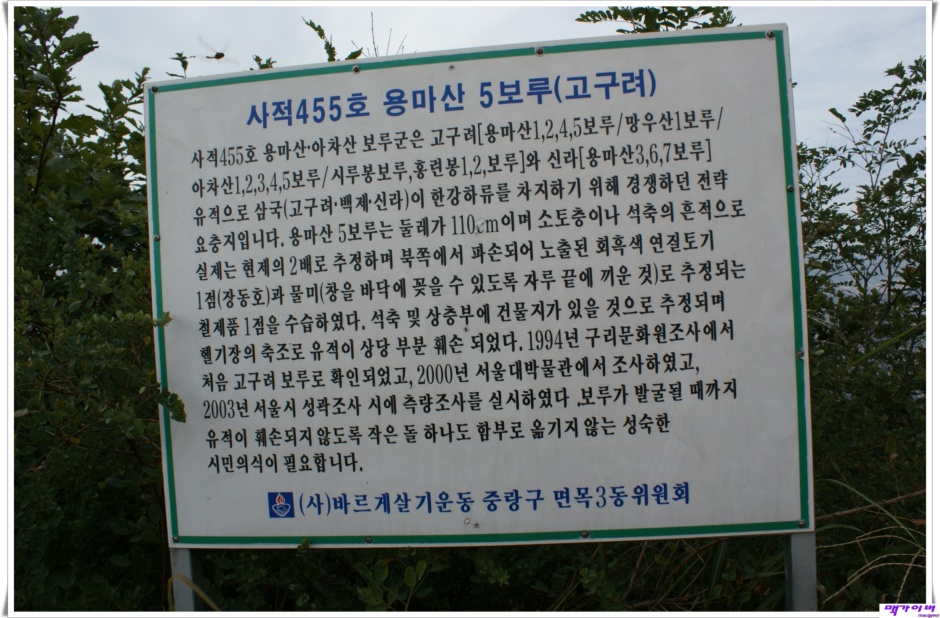 사적455호 용마산 5보루(고구려)
사적455호 용마산·아차산 보루군은 고구려[용마산1,2,4,5보루/망우산1보루/
아차산1,2,3,4,5보루/시루봉보루,홍련봉1,2,보루]와 신라[용마산3,6,7보루]
유적으로 삼국(고구려·백제·신라)이 한강하류를 차지하기 위해 경쟁하던 전략
요충지입니다. 용마산 5보루는 둘레가 110cm이며 소토층이나 석축의 흔적으로
실제는 현제의 2배로 추정하며 북쪽에서 파손되어 노출된 회흑색 연질토기
1점(장동호)과 물미(창을 바닥에 꽂을 수 있도록 자루 끝에 끼운 것)로 추정되는
철제품 1점을 수습하였다. 석축 및 상층부에 건물지가 있을 것으로 추정되며
헬기장의 축조로 유적이 상당 부분 훼손 되었다. 1994년 구리문화원조사에서
처음 고구려 보루로 확인되었고, 2000년 서울대박물관에서 조사하였고,
2003년 서울시 성곽조사 시에 측량조사를 실시하였다 .보루가 발굴될 때까지
유적이 훼손되지 않도록 작은 돌 하나도 함부로 옮기지 않는 성숙한
시민의식이 필요합니다.
(사)바르게살기운동 중랑구 면목3동위원회
맥가이버